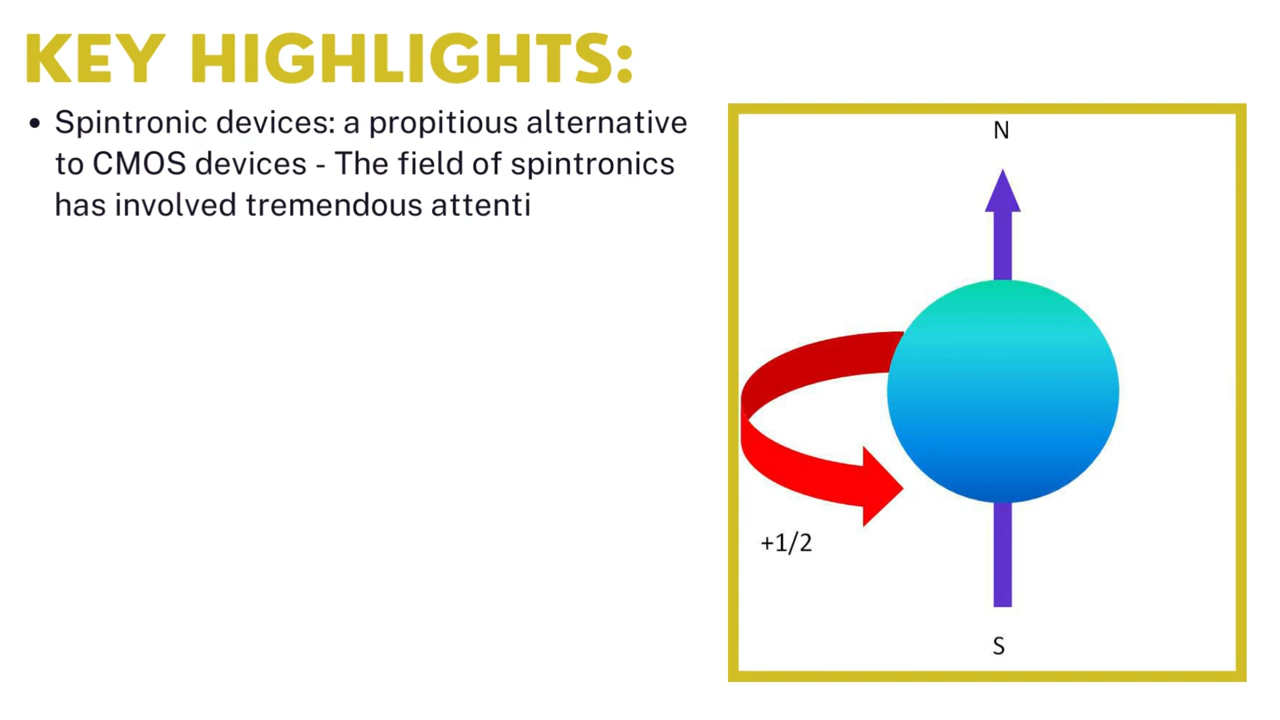 KEY HIGHLIGHTS:
• Spintronic devices: a propitious alternative
to CMOS devices - The field of spintronics
has involved tremendous attenti
N
+1/2
S